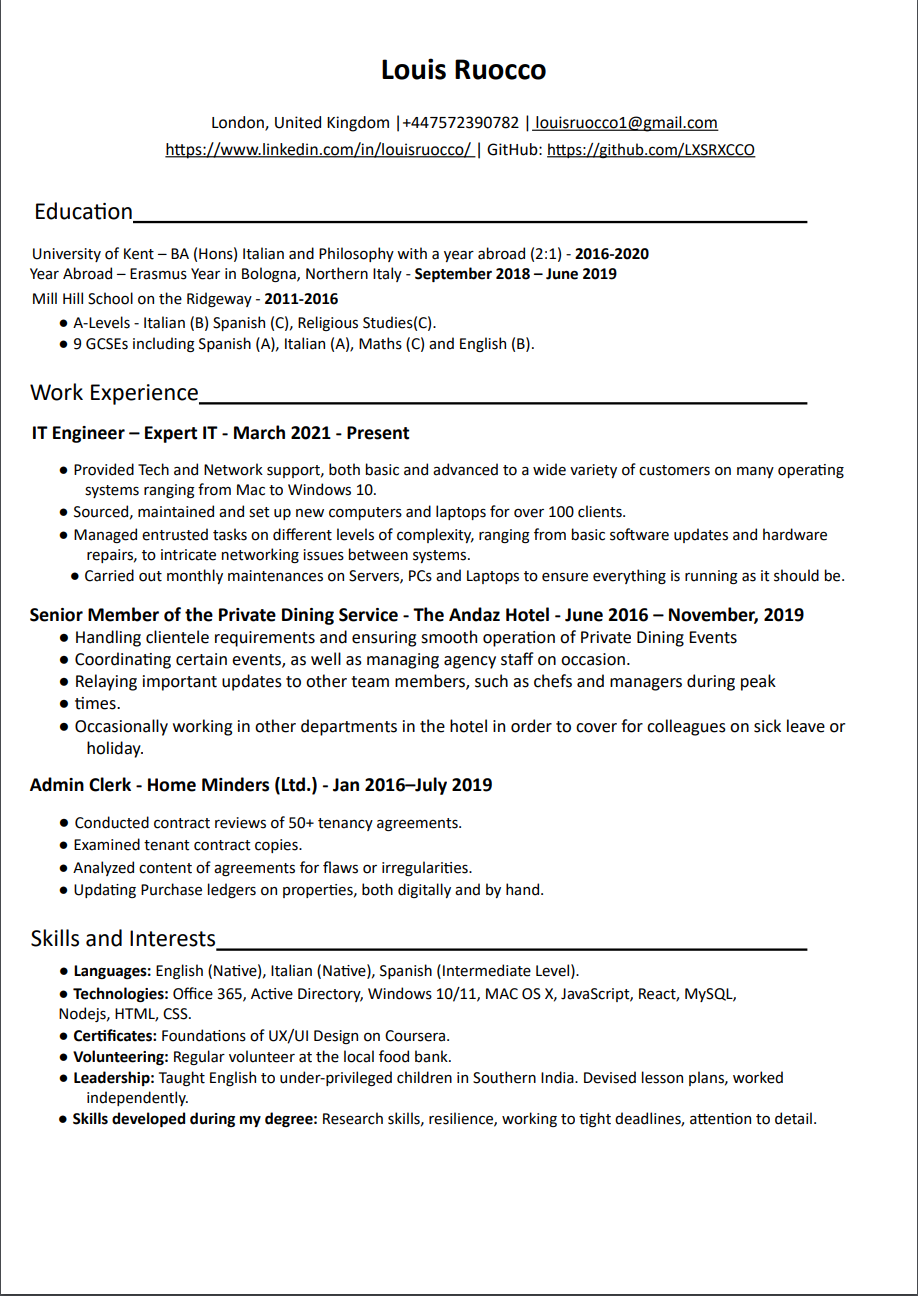 Louis Ruocco
London, United Kingdom |+447572390782 | louisruocco1@gmail.com
https://www.linkedin.com/in/louisruocco/ | GitHub: https://github.com/LXSRXCCO
Education
University of Kent – BA (Hons) Italian and Philosophy with a year abroad (2:1) - 2016-2020
Year Abroad – Erasmus Year in Bologna, Northern Italy - September 2018 – June 2019
Mill Hill School on the Ridgeway - 2011-2016
● A-Levels - Italian (B) Spanish (C), Religious Studies(C).
● 9 GCSEs including Spanish (A), Italian (A), Maths (C) and English (B).
Work Experience
IT Engineer – Expert IT - March 2021 - Present
● Provided Tech and Network support, both basic and advanced to a wide variety of customers on many operating
systems ranging from Mac to Windows 10.
● Sourced, maintained and set up new computers and laptops for over 100 clients.
● Managed entrusted tasks on different levels of complexity, ranging from basic software updates and hardware
repairs, to intricate networking issues between systems.
● Carried out monthly maintenances on Servers, PCs and Laptops to ensure everything is running as it should be.
Senior Member of the Private Dining Service - The Andaz Hotel - June 2016 – November, 2019
● Handling clientele requirements and ensuring smooth operation of Private Dining Events
● Coordinating certain events, as well as managing agency staff on occasion.
● Relaying important updates to other team members, such as chefs and managers during peak
● times.
● Occasionally working in other departments in the hotel in order to cover for colleagues on sick leave or
holiday.
Admin Clerk - Home Minders (Ltd.) - Jan 2016–July 2019
● Conducted contract reviews of 50+ tenancy agreements.
● Examined tenant contract copies.
● Analyzed content of agreements for flaws or irregularities.
● Updating Purchase ledgers on properties, both digitally and by hand.
Skills and Interests
● Languages: English (Native), Italian (Native), Spanish (Intermediate Level).
● Technologies: Office 365, Active Directory, Windows 10/11, MAC OS X, JavaScript, React, MySQL,
Nodejs, HTML, CSS.
● Certificates: Foundations of UX/UI Design on Coursera.
● Volunteering: Regular volunteer at the local food bank.
● Leadership: Taught English to under-privileged children in Southern India. Devised lesson plans, worked
independently.
● Skills developed during my degree: Research skills, resilience, working to tight deadlines, attention to detail.